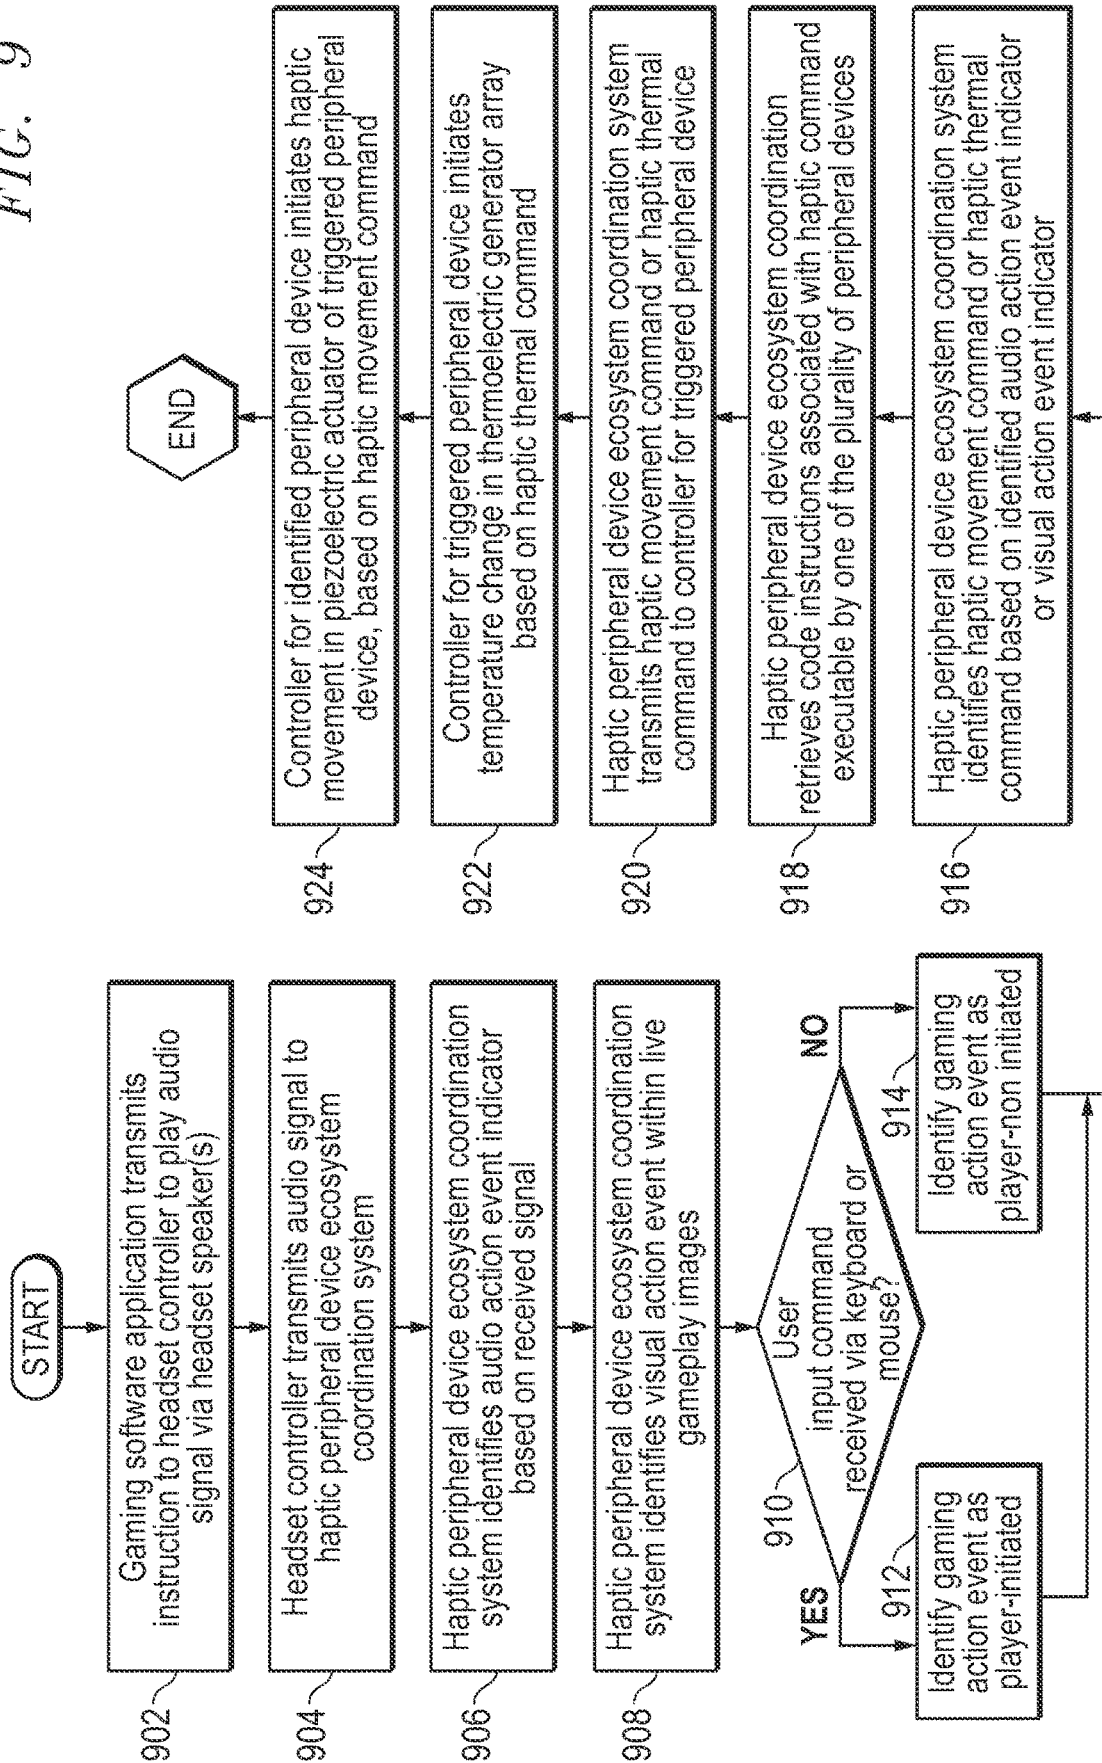 FIG. 9
START
902
Gaming software application transmits
instruction to headset controller to play audio
signal via headset speaker(s)
904
Headset controller transmits audio signal to
haptic peripheral device ecosystem
coordination system
906
Haptic peripheral device ecosystem coordination
system identifies audio action event indicator
based on received signal
908
Haptic peripheral device ecosystem coordination
system identifies visual action event within live
gameplay images
910
User
input command
received via keyboard or
mouse?
YES
NO
912
Identify gaming
action event as
player-initiated
914
Identify gaming
action event as
player-non initiated
916
Haptic peripheral device ecosystem coordination system
identifies haptic movement command or haptic thermal
command based on identified audio action event indicator
or visual action event indicator
918
Haptic peripheral device ecosystem coordination
retrieves code instructions associated with haptic command
executable by one of the plurality of peripheral devices
920
Haptic peripheral device ecosystem coordination system
transmits haptic movement command or haptic thermal
command to controller for triggered peripheral device
922
Controller for triggered peripheral device initiates
temperature change in thermoelectric generator array
based on haptic thermal command
924
Controller for identified peripheral device initiates haptic
movement in piezoelectric actuator of triggered peripheral
device, based on haptic movement command
END